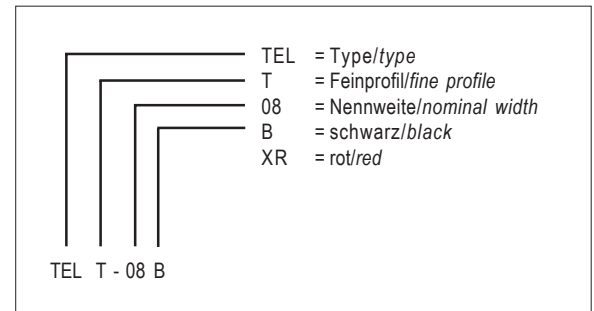 TEL = Type/type
T = Feinprofil/fine profile
08 = Nennweite/nominal width
B = schwarz/black
XR = rot/red
TEL T - 08 B